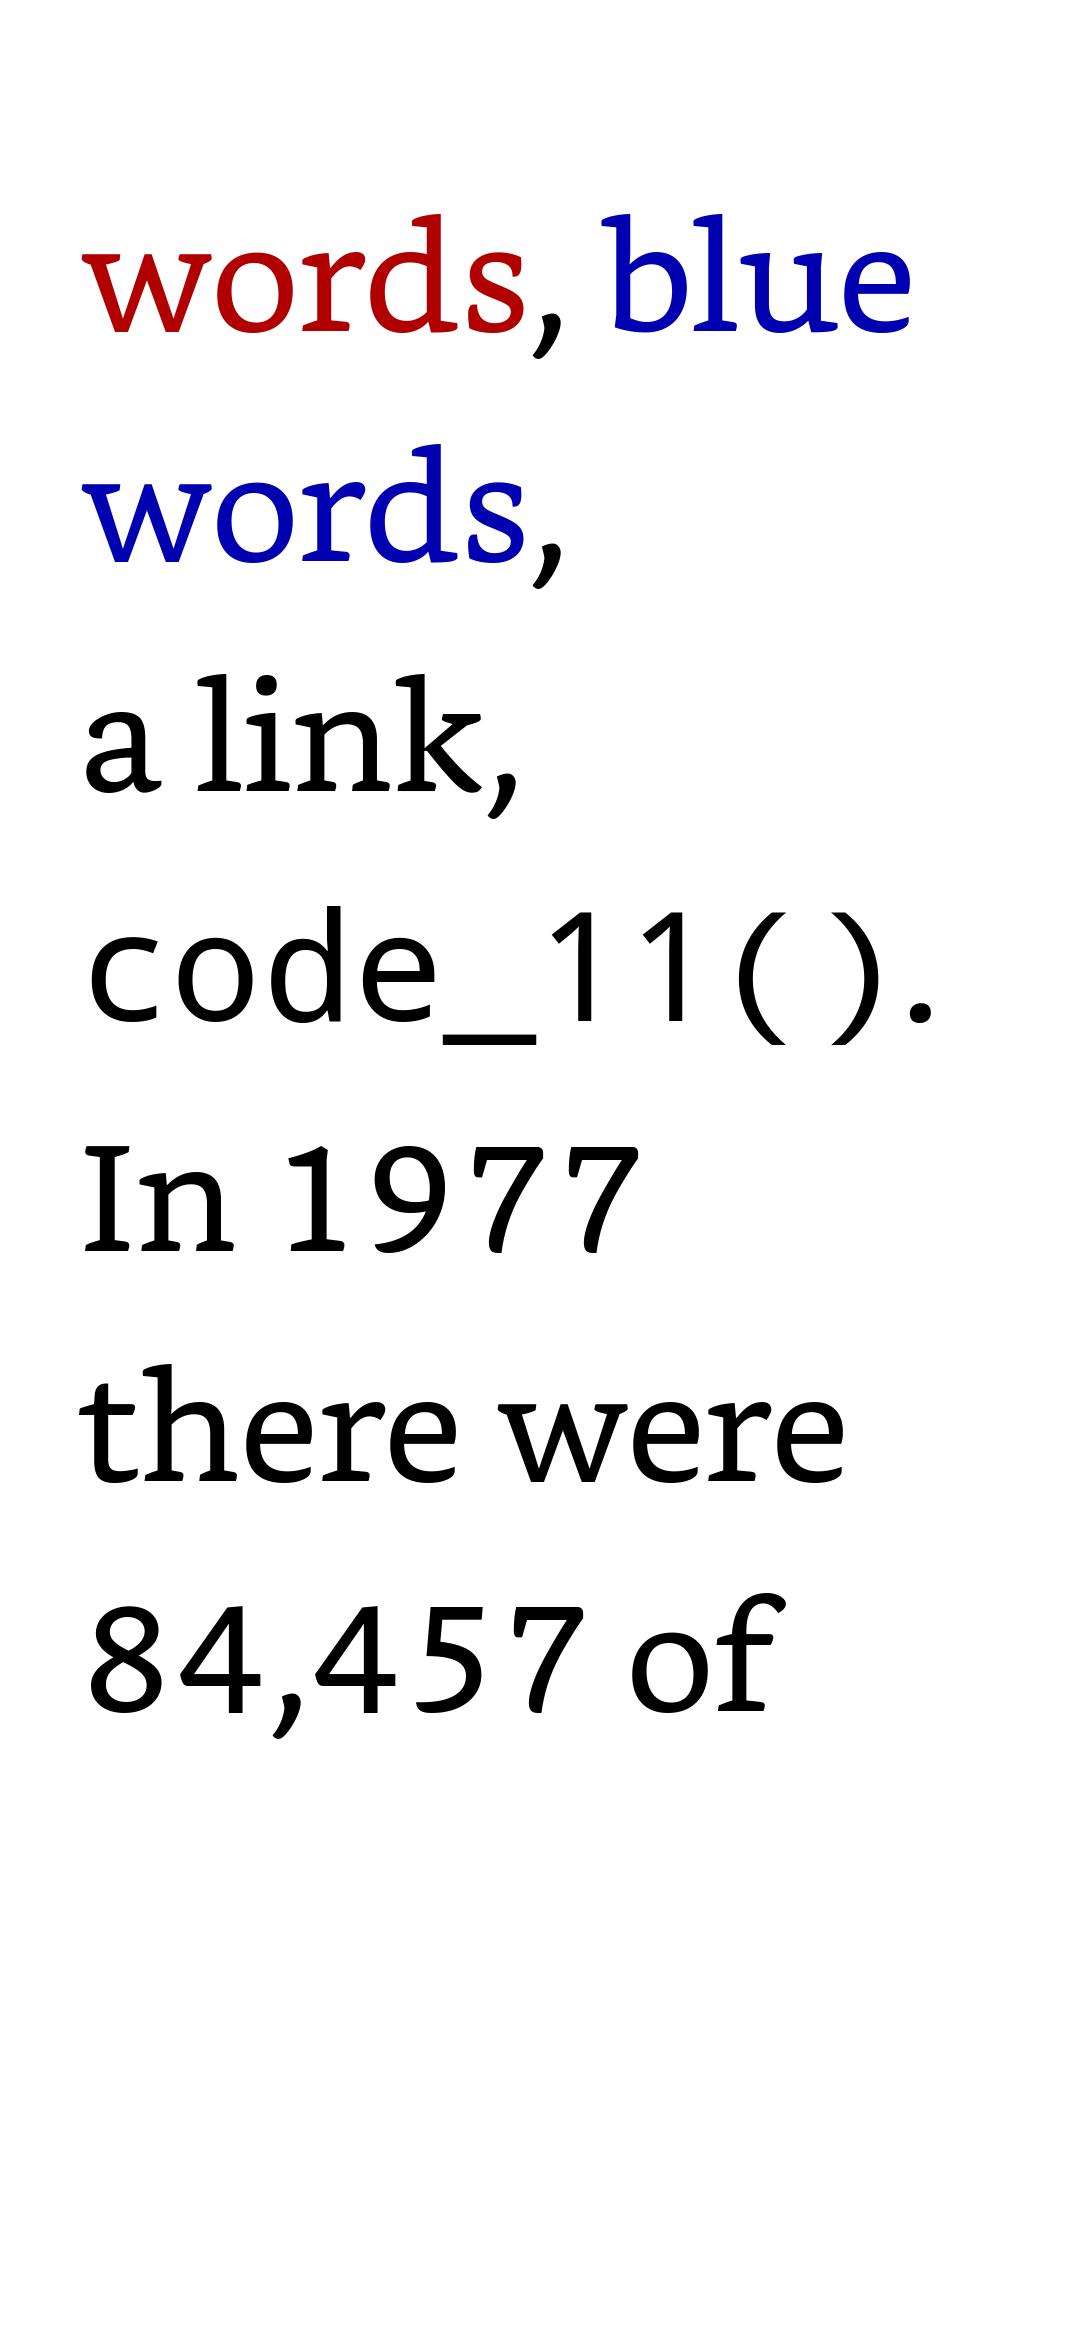 words, blue
words,
a link,
code_11().
In 1977
there were
84,457 of